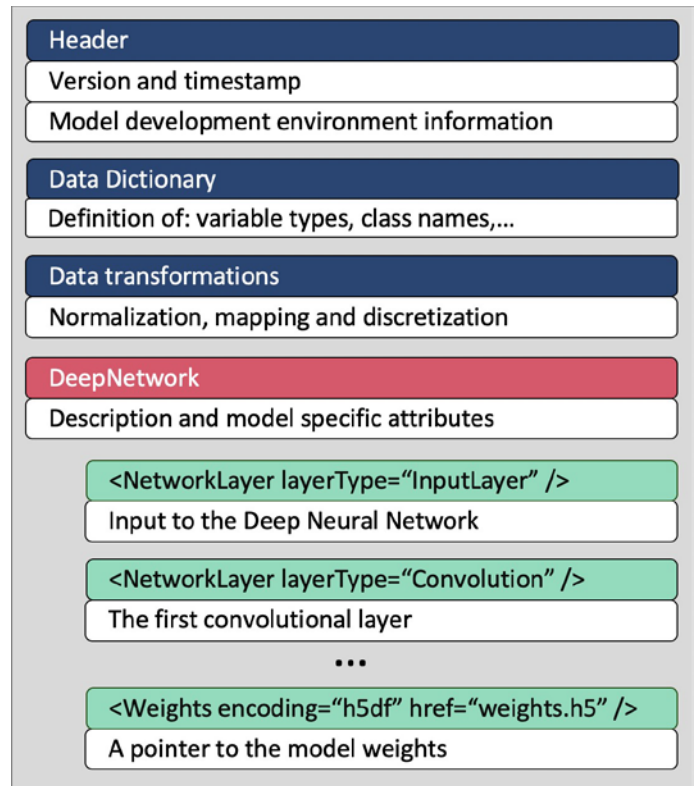 Header
Version and timestamp
Model development environment information
Data Dictionary
Definition of: variable types, class names,...
Data transformations
Normalization, mapping and discretization
DeepNetwork
Description and model specific attributes
<NetworkLayer layerType=“InputLayer” />
Input to the Deep Neural Network
<NetworkLayer layerType=“Convolution” />
The first convolutional layer
...
<Weights encoding=“h5df” href=“weights.h5” />
A pointer to the model weights